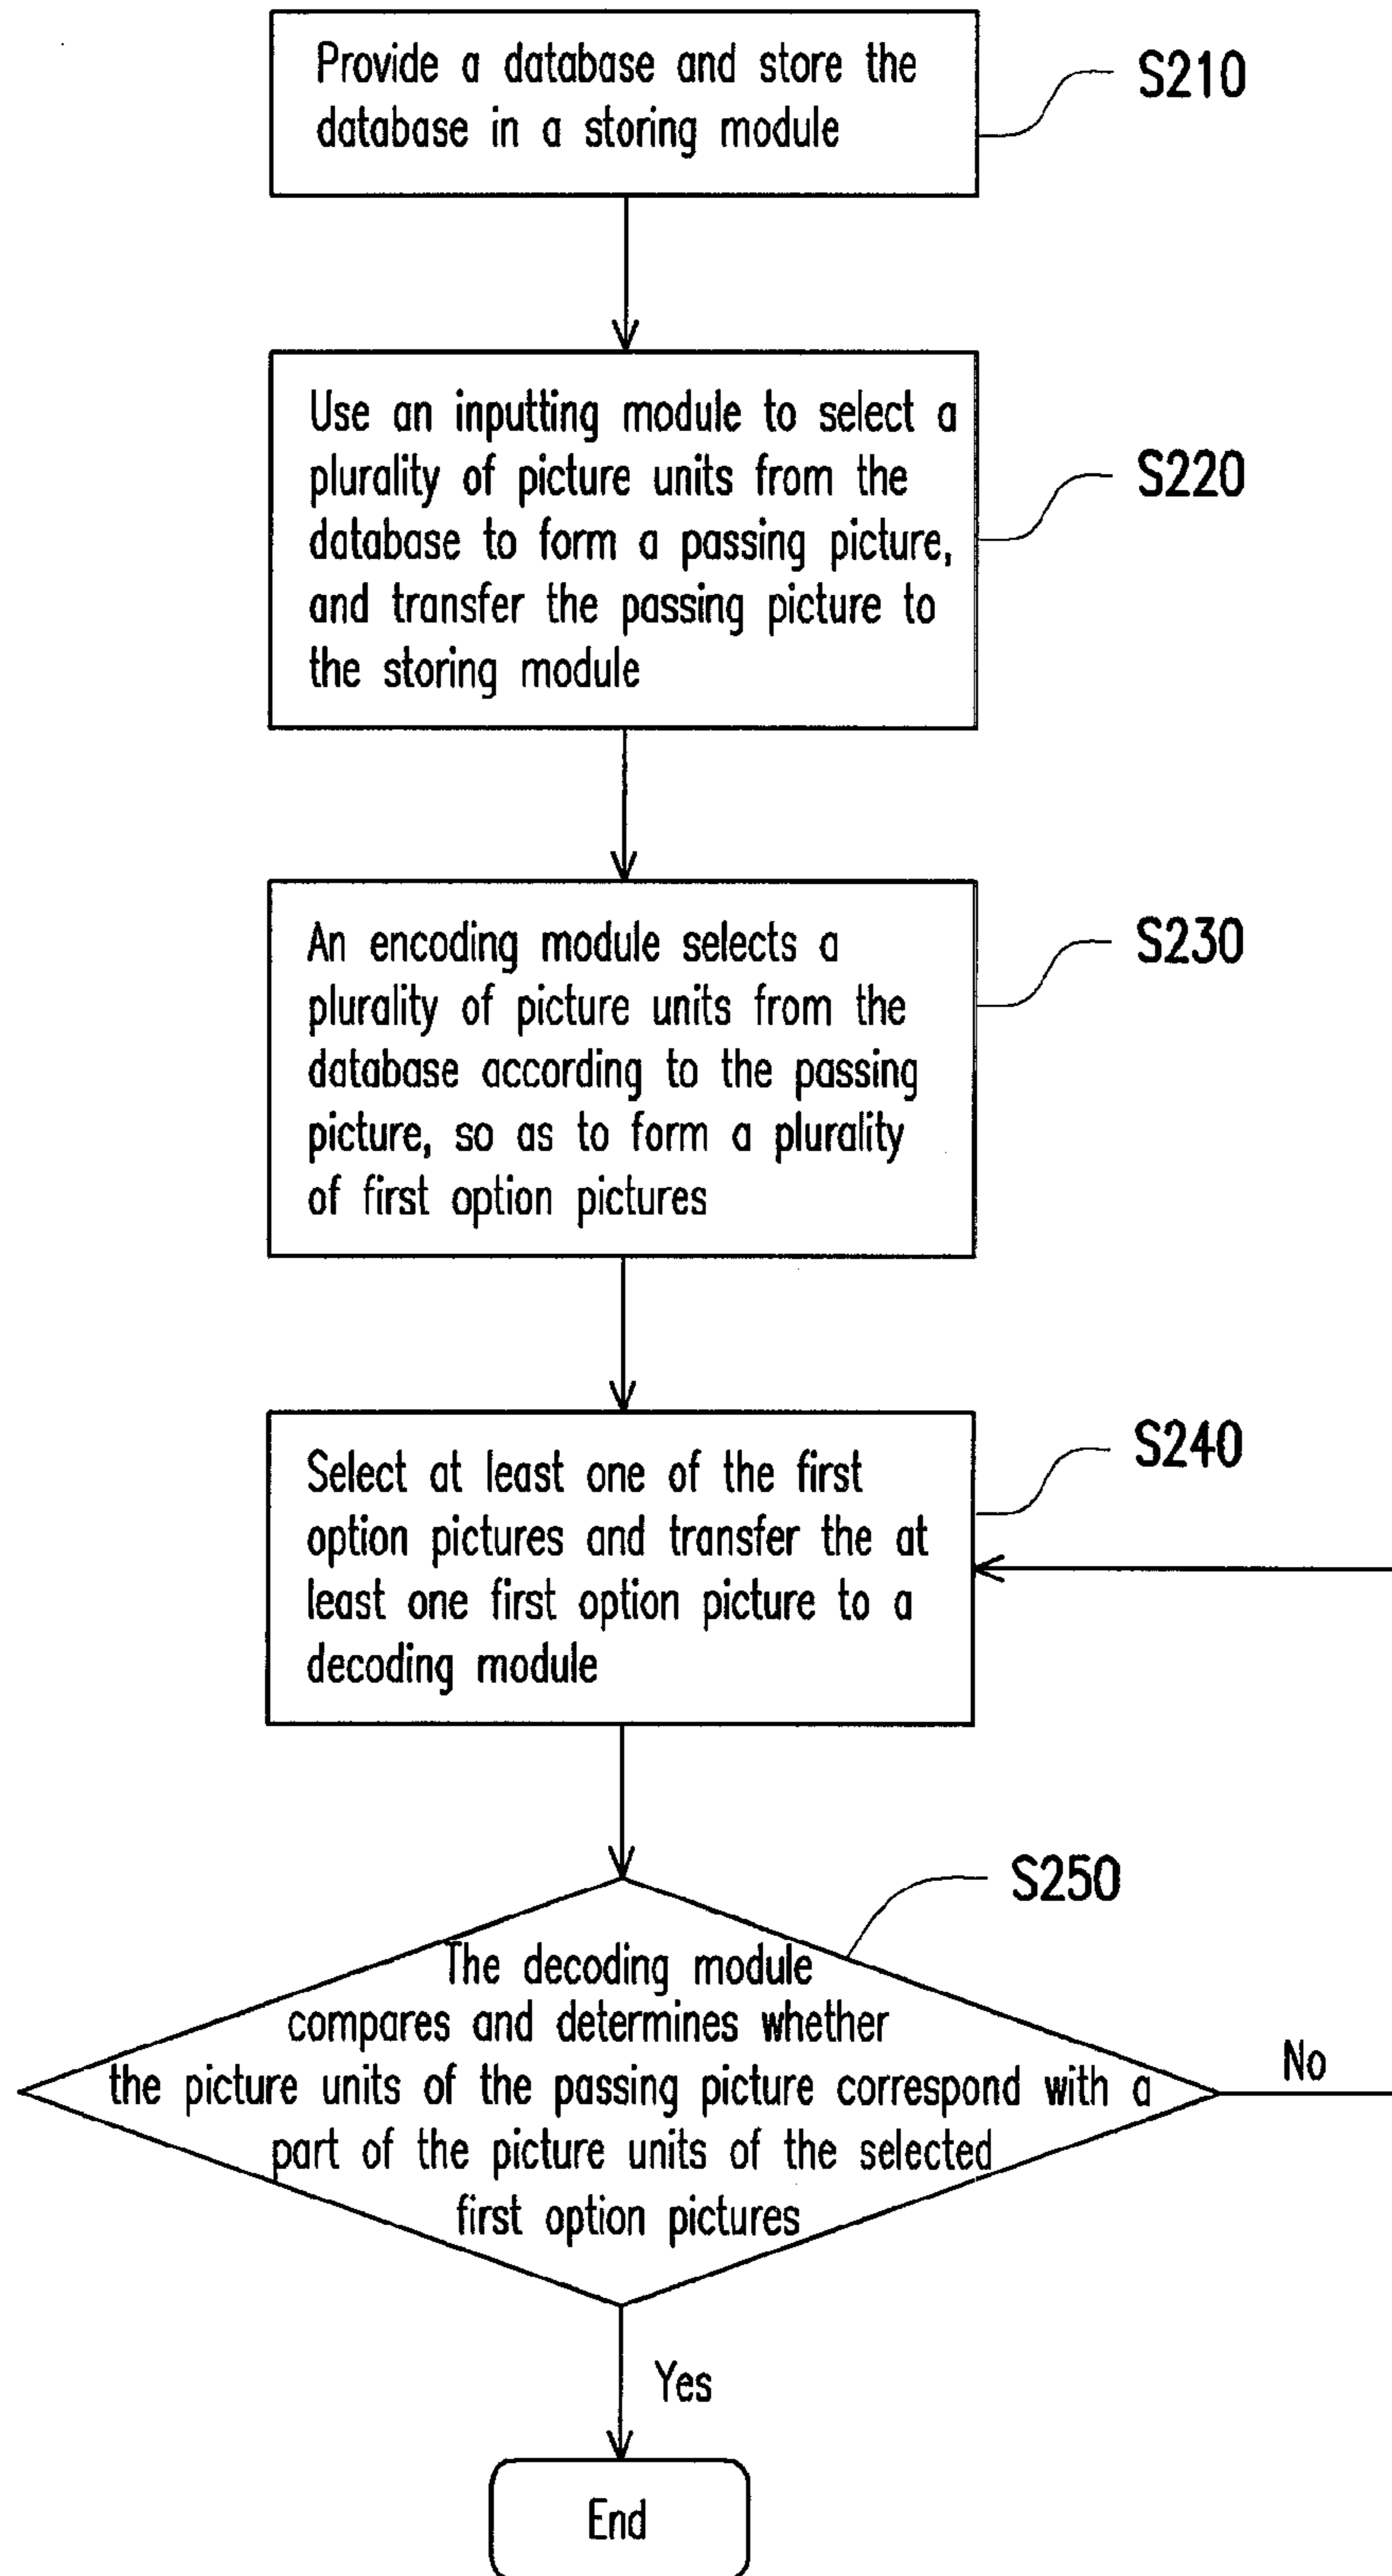 Provide a database and store the
database in a storing module
S210
Use an inputting module to select a
plurality of picture units from the
database to form a passing picture,
and transfer the passing picture to
the storing module
S220
An encoding module selects a
plurality of picture units from the
database according to the passing
picture, so as to form a plurality
of first option pictures
S230
Select at least one of the first
option pictures and transfer the at
least one first option picture to a
decoding module
S240
The decoding module
compares and determines whether
the picture units of the passing picture correspond with a
part of the picture units of the selected
first option pictures
S250
No
Yes
End